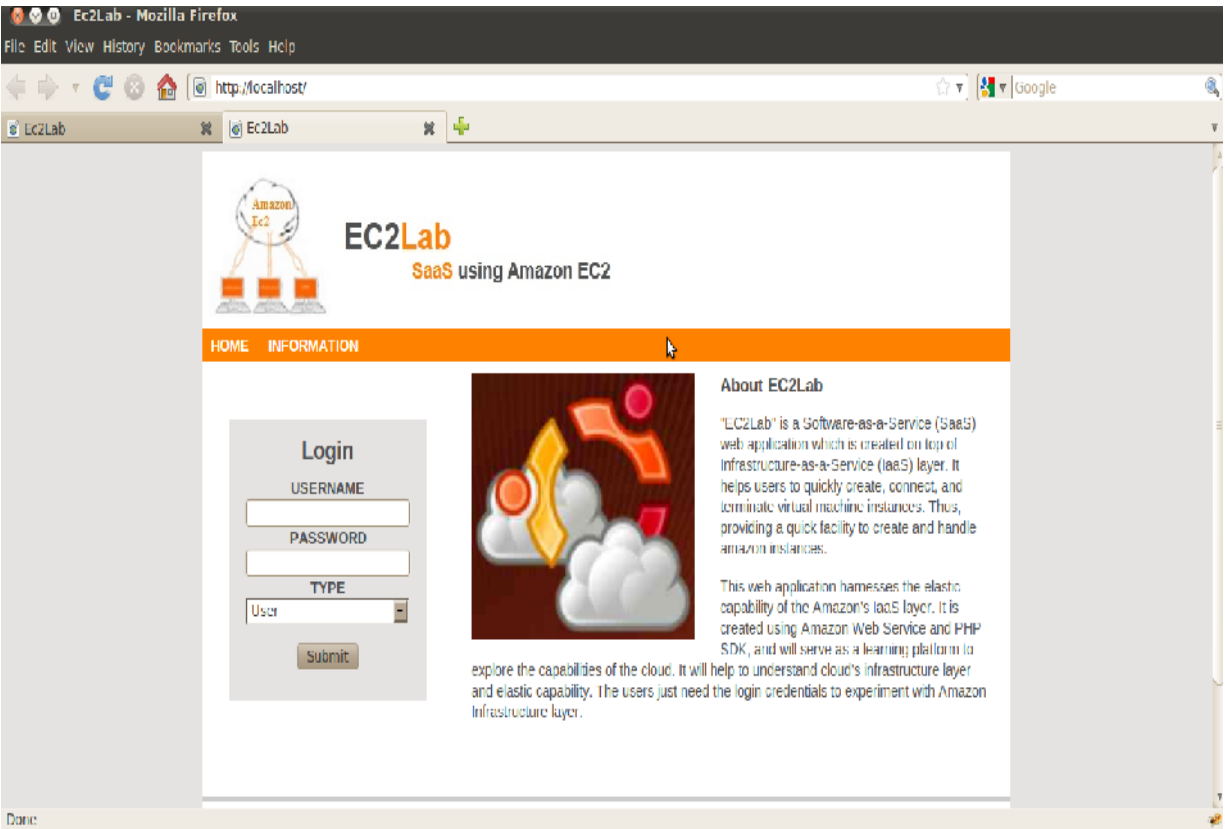 Ec2Lab - Mozilla Firefox
File Edit View History Bookmarks Tools Help
http://localhost/
Google
Ec2Lab
Ec2Lab
Amazon
Ec2
EC2Lab
SaaS using Amazon EC2
HOME INFORMATION
Login
USERNAME
PASSWORD
TYPE
User
Submit
About EC2Lab
"EC2Lab" is a Software-as-a-Service (SaaS)
web application which is created on top of
Infrastructure-as-a-Service (IaaS) layer. It
helps users to quickly create, connect, and
terminate virtual machine instances. Thus,
providing a quick facility to create and handle
amazon instances.
This web application harnesses the elastic
capability of the Amazon's IaaS layer. It is
created using Amazon Web Service and PHP
SDK, and will serve as a learning platform to
explore the capabilities of the cloud. It will help to understand cloud's infrastructure layer
and elastic capability. The users just need the login credentials to experiment with Amazon
Infrastructure layer.
Done